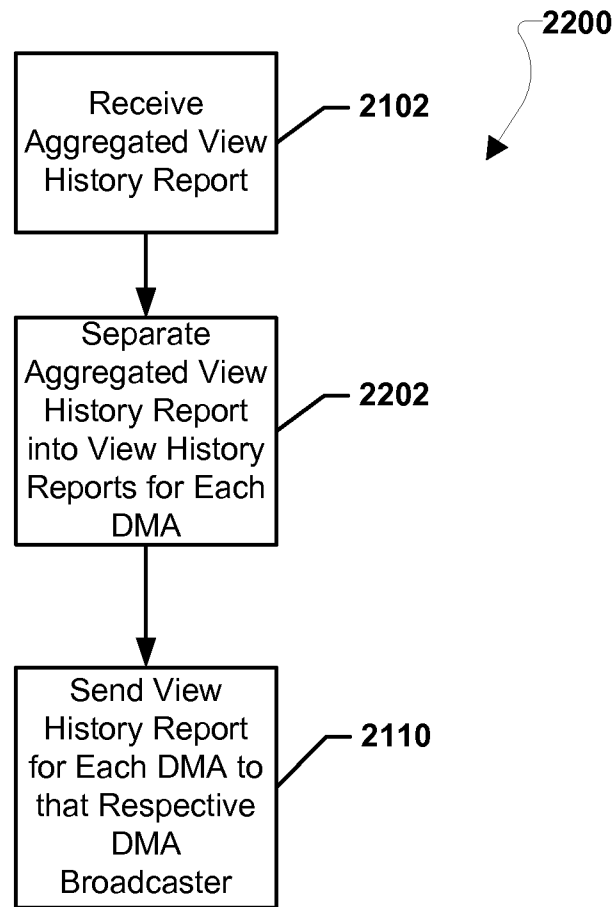 2200
Receive
Aggregated View
History Report
2102
Separate
Aggregated View
History Report
into View History
Reports for Each
DMA
2202
Send View
History Report
for Each DMA to
that Respective
DMA
Broadcaster
2110